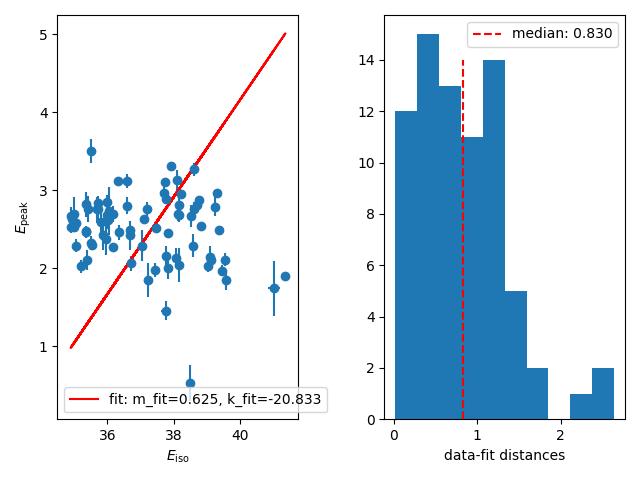 5
4
3
2
1
E_peak
fit: m_fit=0.625, k_fit=-20.833
36 38 40
E_iso
median: 0.830
14
12
10
8
6
4
2
0
0 1 2
data-fit distances